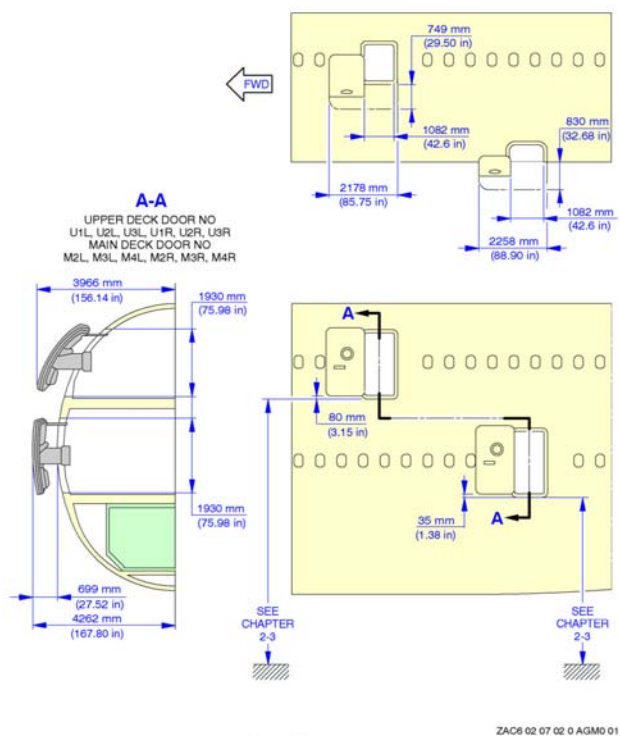 749 mm
(29.50 in)
FWD
830 mm
(32.68 in)
1082 mm
(42.6 in)
2178 mm
(85.75 in)
1082 mm
(42.6 in)
2258 mm
(88.90 in)
A-A
UPPER DECK DOOR NO
U1L, U2L, U3L, U1R, U2R, U3R
MAIN DECK DOOR NO
M2L, M3L, M4L, M2R, M3R, M4R
3966 mm
(156.14 in)
1930 mm
(75.98 in)
A
80 mm
(3.15 in)
1930 mm
(75.98 in)
35 mm
(1.38 in)
A
699 mm
(27.52 in)
4262 mm
(167.80 in)
SEE
CHAPTER
2-3
SEE
CHAPTER
2-3
ZAC6 02 07 02 0 AGM0 01